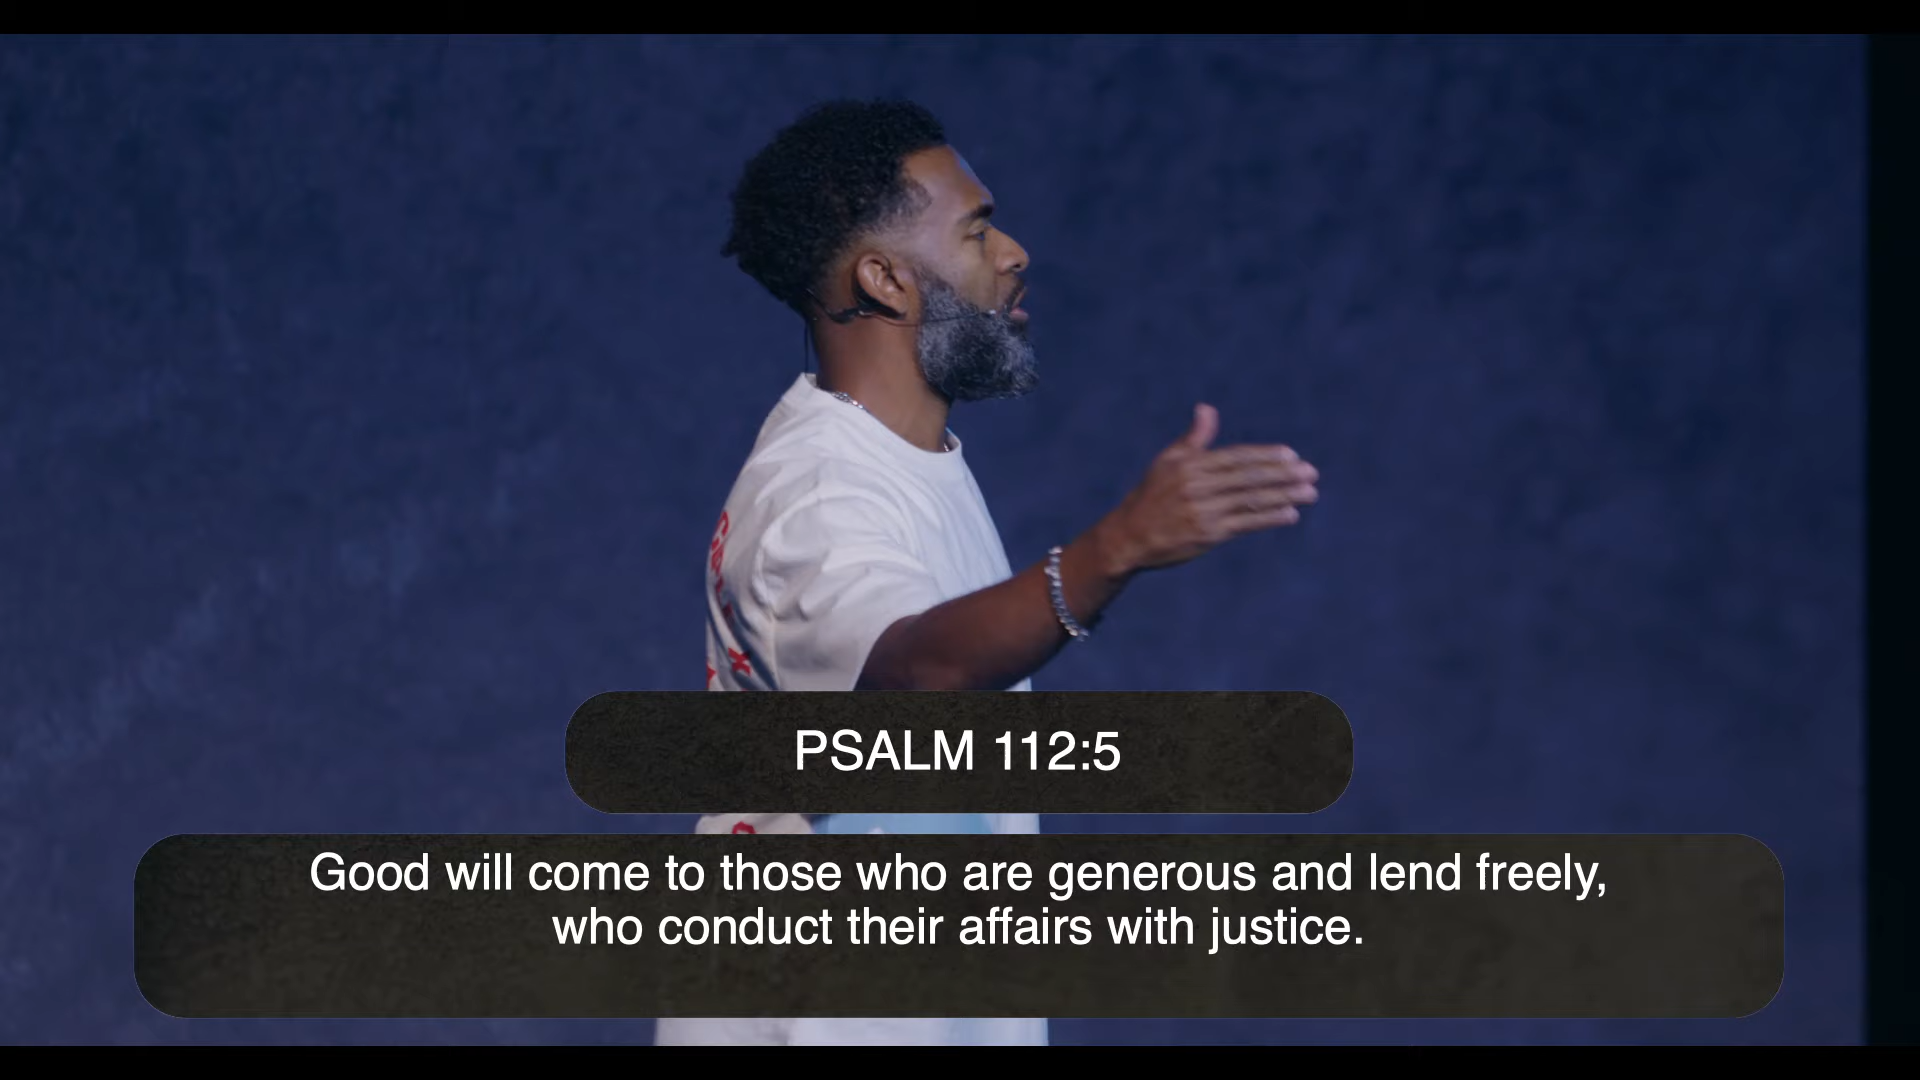 PSALM 112:5
Good will come to those who are generous and lend freely,
who conduct their affairs with justice.